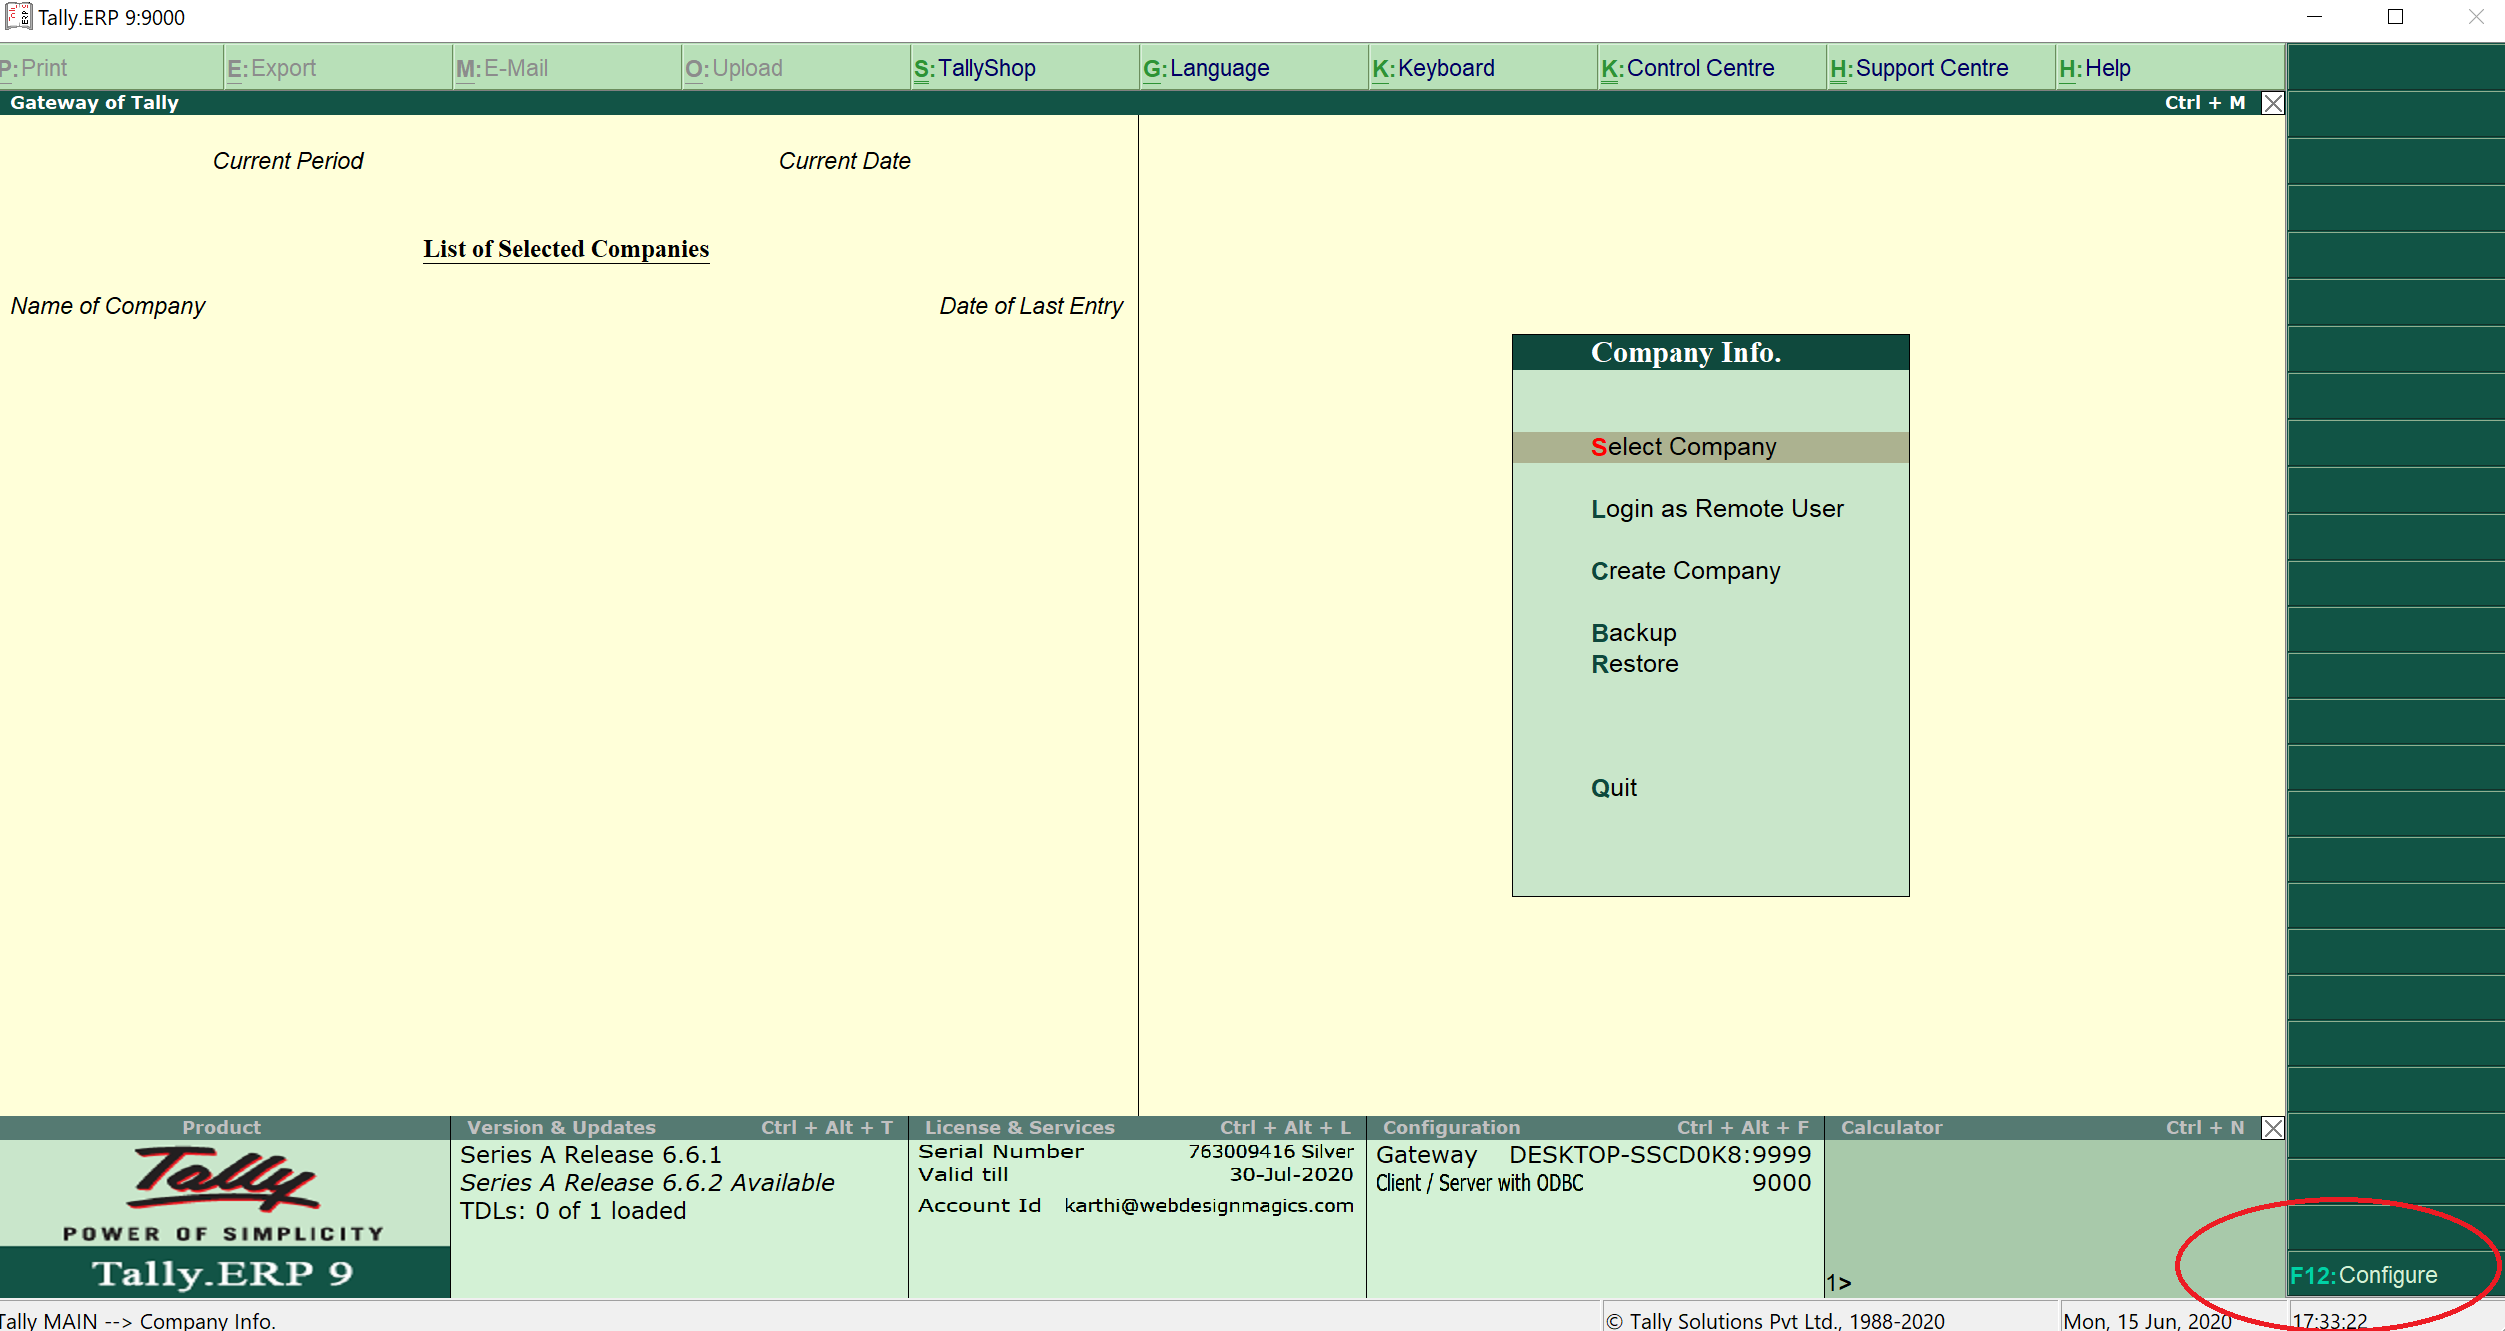 Tally.ERP 9:9000
P:Print E:Export M:E-Mail O:Upload S:TallyShop G:Language K:Keyboard K:Control Centre H:Support Centre H:Help
Gateway of Tally Ctrl + M
Current Period Current Date
List of Selected Companies
Name of Company Date of Last Entry
Company Info.
Select Company
Login as Remote User
Create Company
Backup
Restore
Quit
Product
Tally
POWER OF SIMPLICITY
Tally.ERP 9
Version & Updates Ctrl + Alt + T
Series A Release 6.6.1
Series A Release 6.6.2 Available
TDLs: 0 of 1 loaded
License & Services Ctrl + Alt + L
Serial Number 763009416 Silver
Valid till 30-Jul-2020
Account Id karthi@webdesignmagics.com
Configuration Ctrl + Alt + F
Gateway DESKTOP-SSCD0K8:9999
Client / Server with ODBC 9000
Calculator Ctrl + N
1>
F12:Configure
Tally MAIN --> Company Info. © Tally Solutions Pvt Ltd., 1988-2020 Mon, 15 Jun, 2020 17:33:22